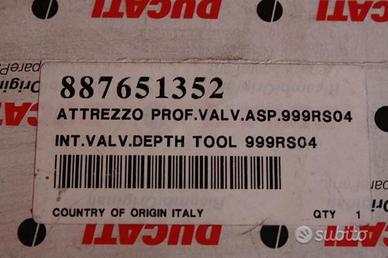 DUCATI
887651352
ATTREZZO PROF.VALV.ASP.999RS04
INT.VALV.DEPTH TOOL 999RS04
COUNTRY OF ORIGIN ITALY QTY 1
DUCATI
subito